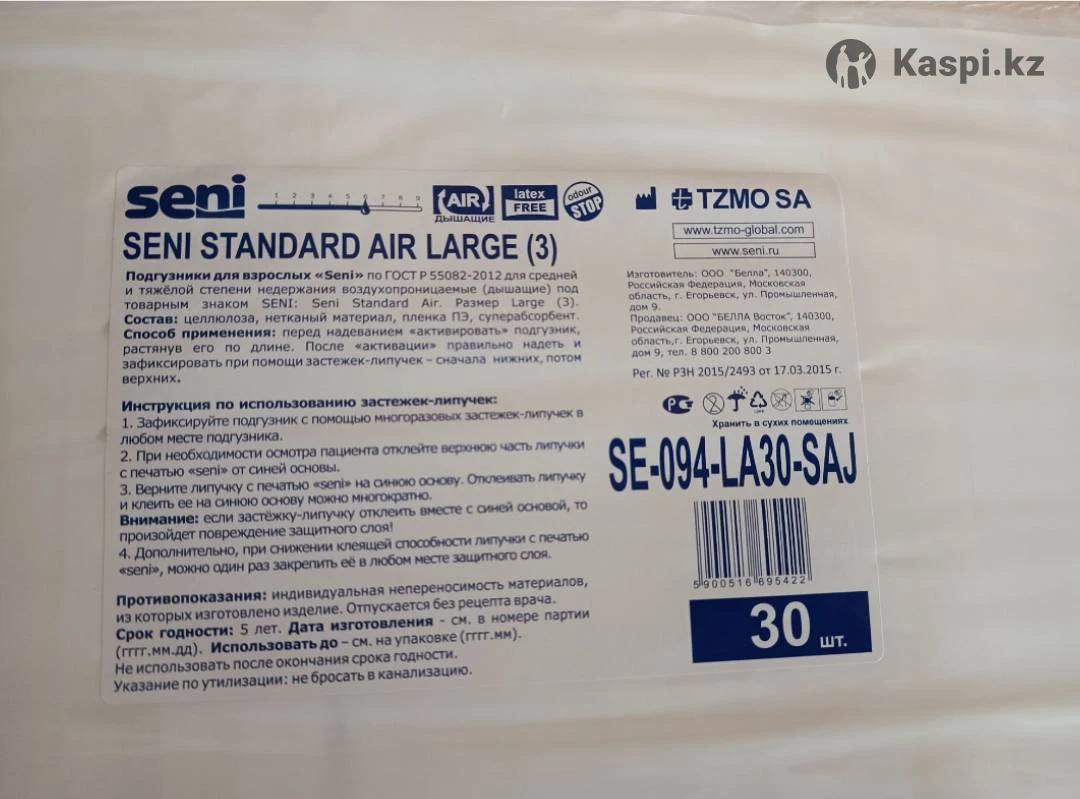 Kaspi.kz
seni
1 2 3 4 5 6 7 8 9
AIR
ДЫШАЩИЕ
latex
FREE
odour
STOP
SENI STANDARD AIR LARGE (3)
Подгузники для взрослых «Seni» по ГОСТ Р 55082-2012 для средней
и тяжёлой степени недержания воздухопроницаемые (дышащие) под
товарным знаком SENI: Seni Standard Air. Размер Large (3).
Состав: целлюлоза, нетканый материал, пленка ПЭ, суперабсорбент.
Способ применения: перед надеванием «активировать» подгузник,
растянув его по длине. После «активации» правильно надеть и
зафиксировать при помощи застежек-липучек – сначала нижних, потом
верхних.
Инструкция по использованию застежек-липучек:
1. Зафиксируйте подгузник с помощью многоразовых застежек-липучек в
любом месте подгузника.
2. При необходимости осмотра пациента отклейте верхнюю часть липучки
с печатью «seni» от синей основы.
3. Верните липучку с печатью «seni» на синюю основу. Отклеивать липучку
и клеить ее на синюю основу можно многократно.
Внимание: если застёжку-липучку отклеить вместе с синей основой, то
произойдет повреждение защитного слоя!
4. Дополнительно, при снижении клеящей способности липучки с печатью
«seni», можно один раз закрепить её в любом месте защитного слоя.
Противопоказания: индивидуальная непереносимость материалов,
из которых изготовлено изделие. Отпускается без рецепта врача.
Срок годности: 5 лет. Дата изготовления - см. в номере партии
(гггг.мм.дд). Использовать до – см. на упаковке (гггг.мм).
Не использовать после окончания срока годности.
Указание по утилизации: не бросать в канализацию.
TZMO SA
www.tzmo-global.com
www.seni.ru
Изготовитель: ООО "Белла", 140300,
Российская Федерация, Московская
область, г. Егорьевск, ул. Промышленная,
дом 9.
Продавец: ООО "БЕЛЛА Восток", 140300,
Российская Федерация, Московская
область,г. Егорьевск, ул. Промышленная,
дом 9, тел. 8 800 200 800 3
Рег. № РЗН 2015/2493 от 17.03.2015 г.
Хранить в сухих помещениях
SE-094-LA30-SAJ
5 900516 695422
30 шт.